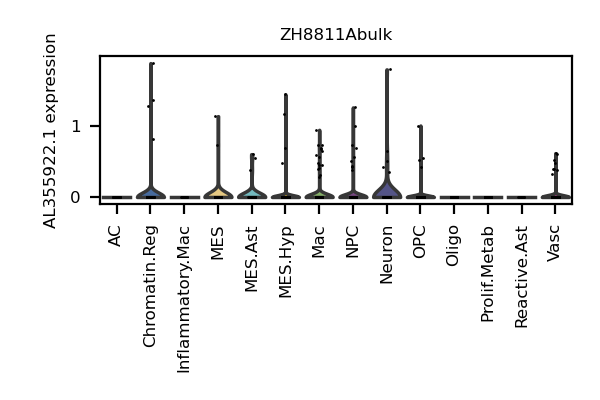 ZH8811Abulk
AL355922.1 expression
1
0
AC
Chromatin.Reg
Inflammatory.Mac
MES
MES.Ast
MES.Hyp
Mac
NPC
Neuron
OPC
Oligo
Prolif.Metab
Reactive.Ast
Vasc